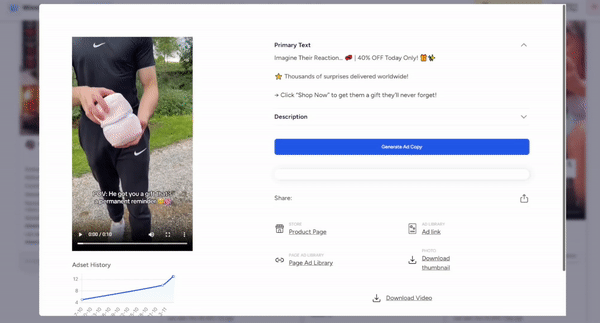 Primary Text
Imagine Their Reaction... | 40% OFF Today Only!
Thousands of surprises delivered worldwide!
→ Click "Shop Now" to get them a gift they'll never forget!
Description
Generate Ad Copy
POV: He got you a gift that
a permanent reminder
0:00 / 0:10
Share:
STORE
Product Page
AD LIBRARY
Ad link
PAGE AD LIBRARY
Page Ad Library
PHOTO
Download
thumbnail
Download Video
Adset History
12
8
4